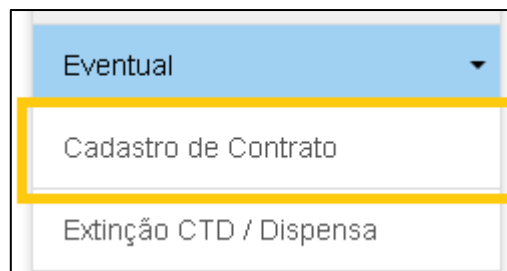 Eventual
Cadastro de Contrato
Extinção CTD / Dispensa